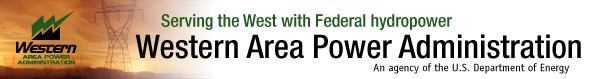 Western
AREA POWER
ADMINISTRATION
Serving the West with Federal hydropower
Western Area Power Administration
An agency of the U.S. Department of Energy